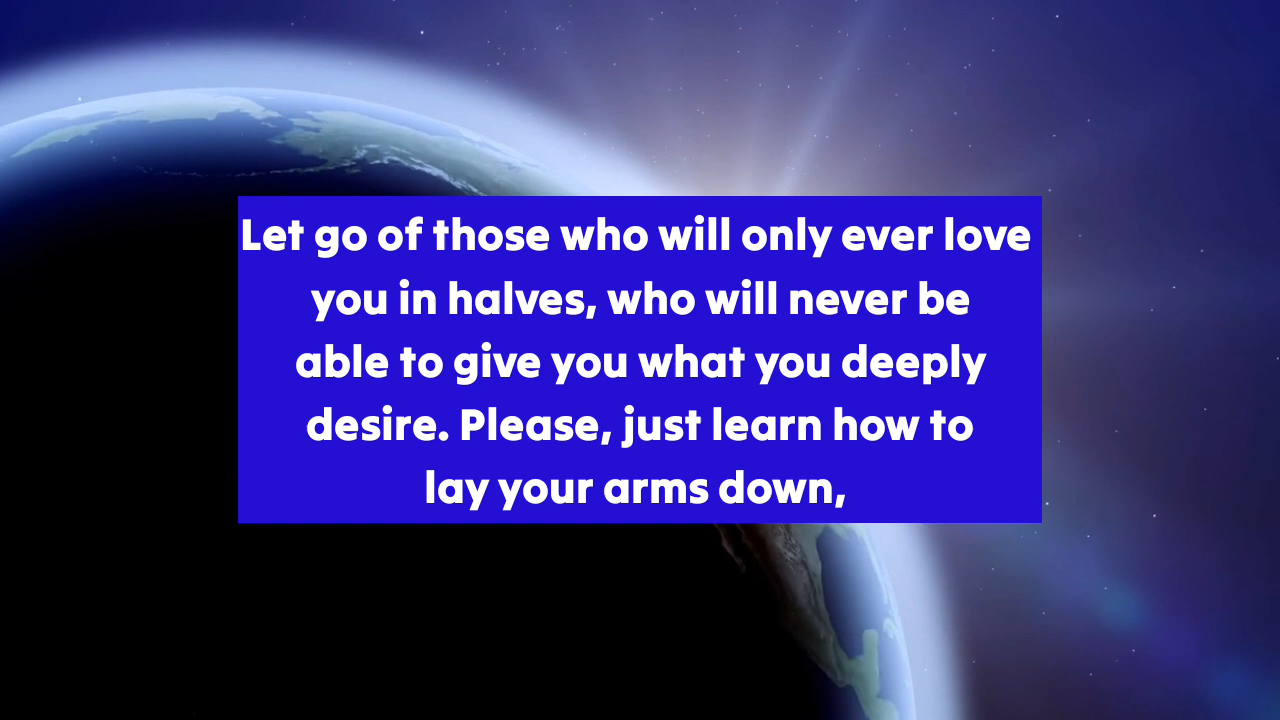 Let go of those who will only ever love
you in halves, who will never be
able to give you what you deeply
desire. Please, just learn how to
lay your arms down,